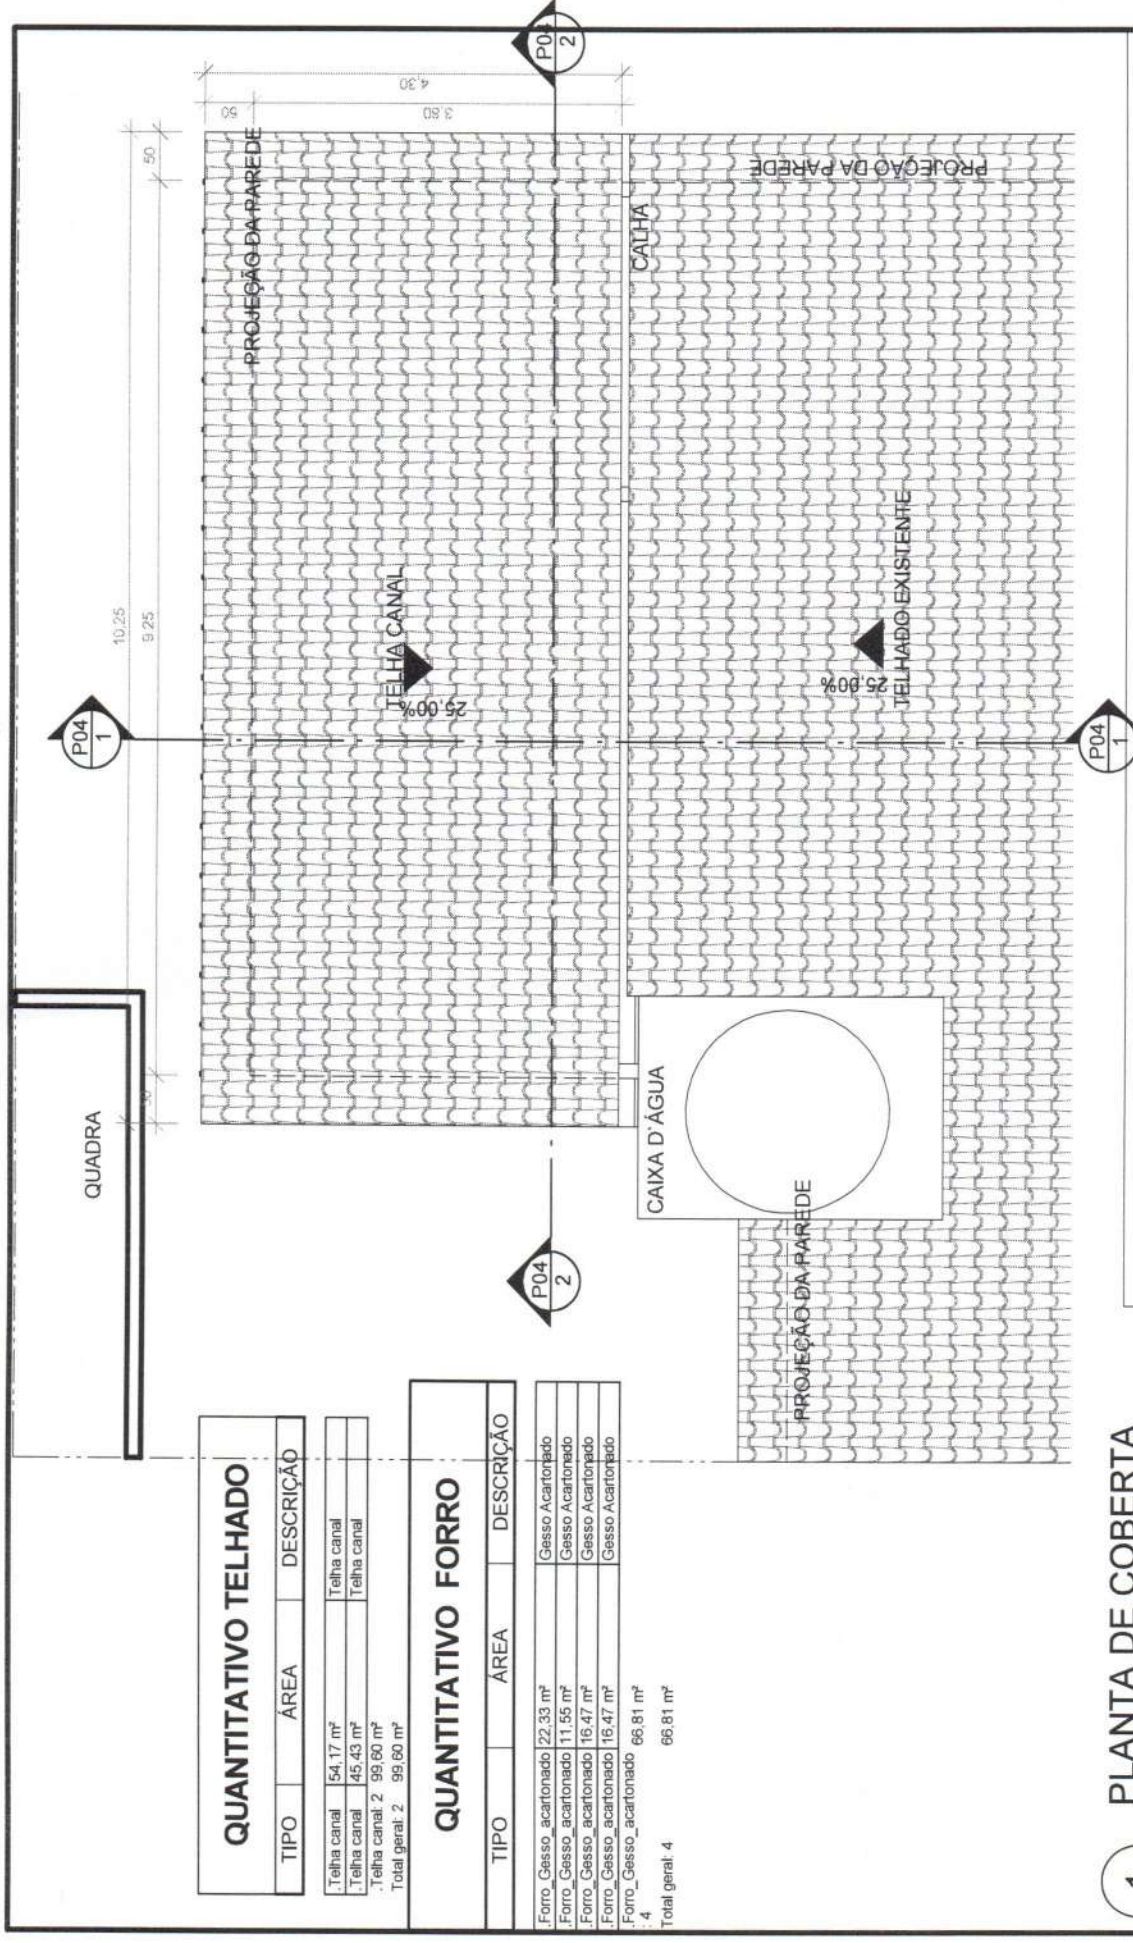 QUANTITATIVO TELHADO
TIPO ÁREA DESCRIÇÃO
.Telha canal 54,17 m² Telha canal
.Telha canal 45,43 m² Telha canal
.Telha canal: 2 99,60 m²
Total geral: 2 99,60 m²
QUANTITATIVO FORRO
TIPO ÁREA DESCRIÇÃO
.Forro_Gesso_acartonado 22,33 m² Gesso Acartonado
.Forro_Gesso_acartonado 11,55 m² Gesso Acartonado
.Forro_Gesso_acartonado 16,47 m² Gesso Acartonado
.Forro_Gesso_acartonado 16,47 m² Gesso Acartonado
.Forro_Gesso_acartonado 66,81 m²
: 4
Total geral: 4 66,81 m²
QUADRA
P04
1
10,25
9,25
50
50
4,30
3,80
PROJEÇÃO DA PAREDE
TELHA CANAL
25,00%
P04
2
P04
2
CALHA
CAIXA D'ÁGUA
PROJEÇÃO DA PAREDE
PROJEÇÃO DA PAREDE
25,00%
TELHADO EXISTENTE
P04
1
PLANTA DE COBERTA